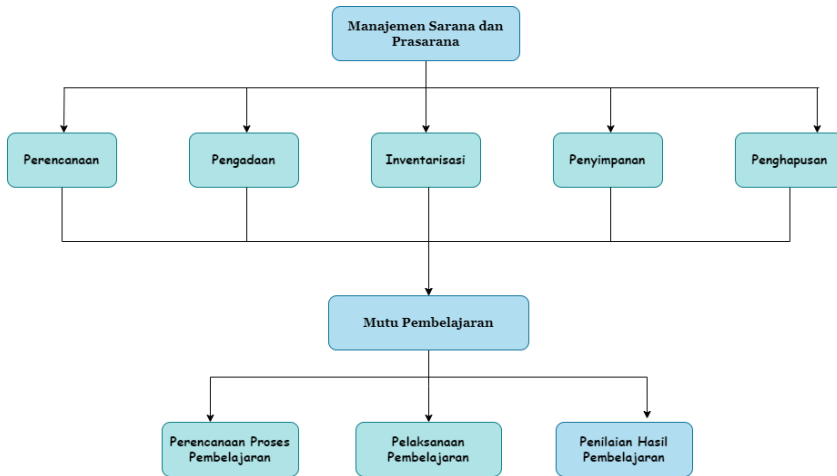 Manajemen Sarana dan
Prasarana
Perencanaan
Pengadaan
Inventarisasi
Penyimpanan
Penghapusan
Mutu Pembelajaran
Perencanaan Proses
Pembelajaran
Pelaksanaan
Pembelajaran
Penilaian Hasil
Pembelajaran